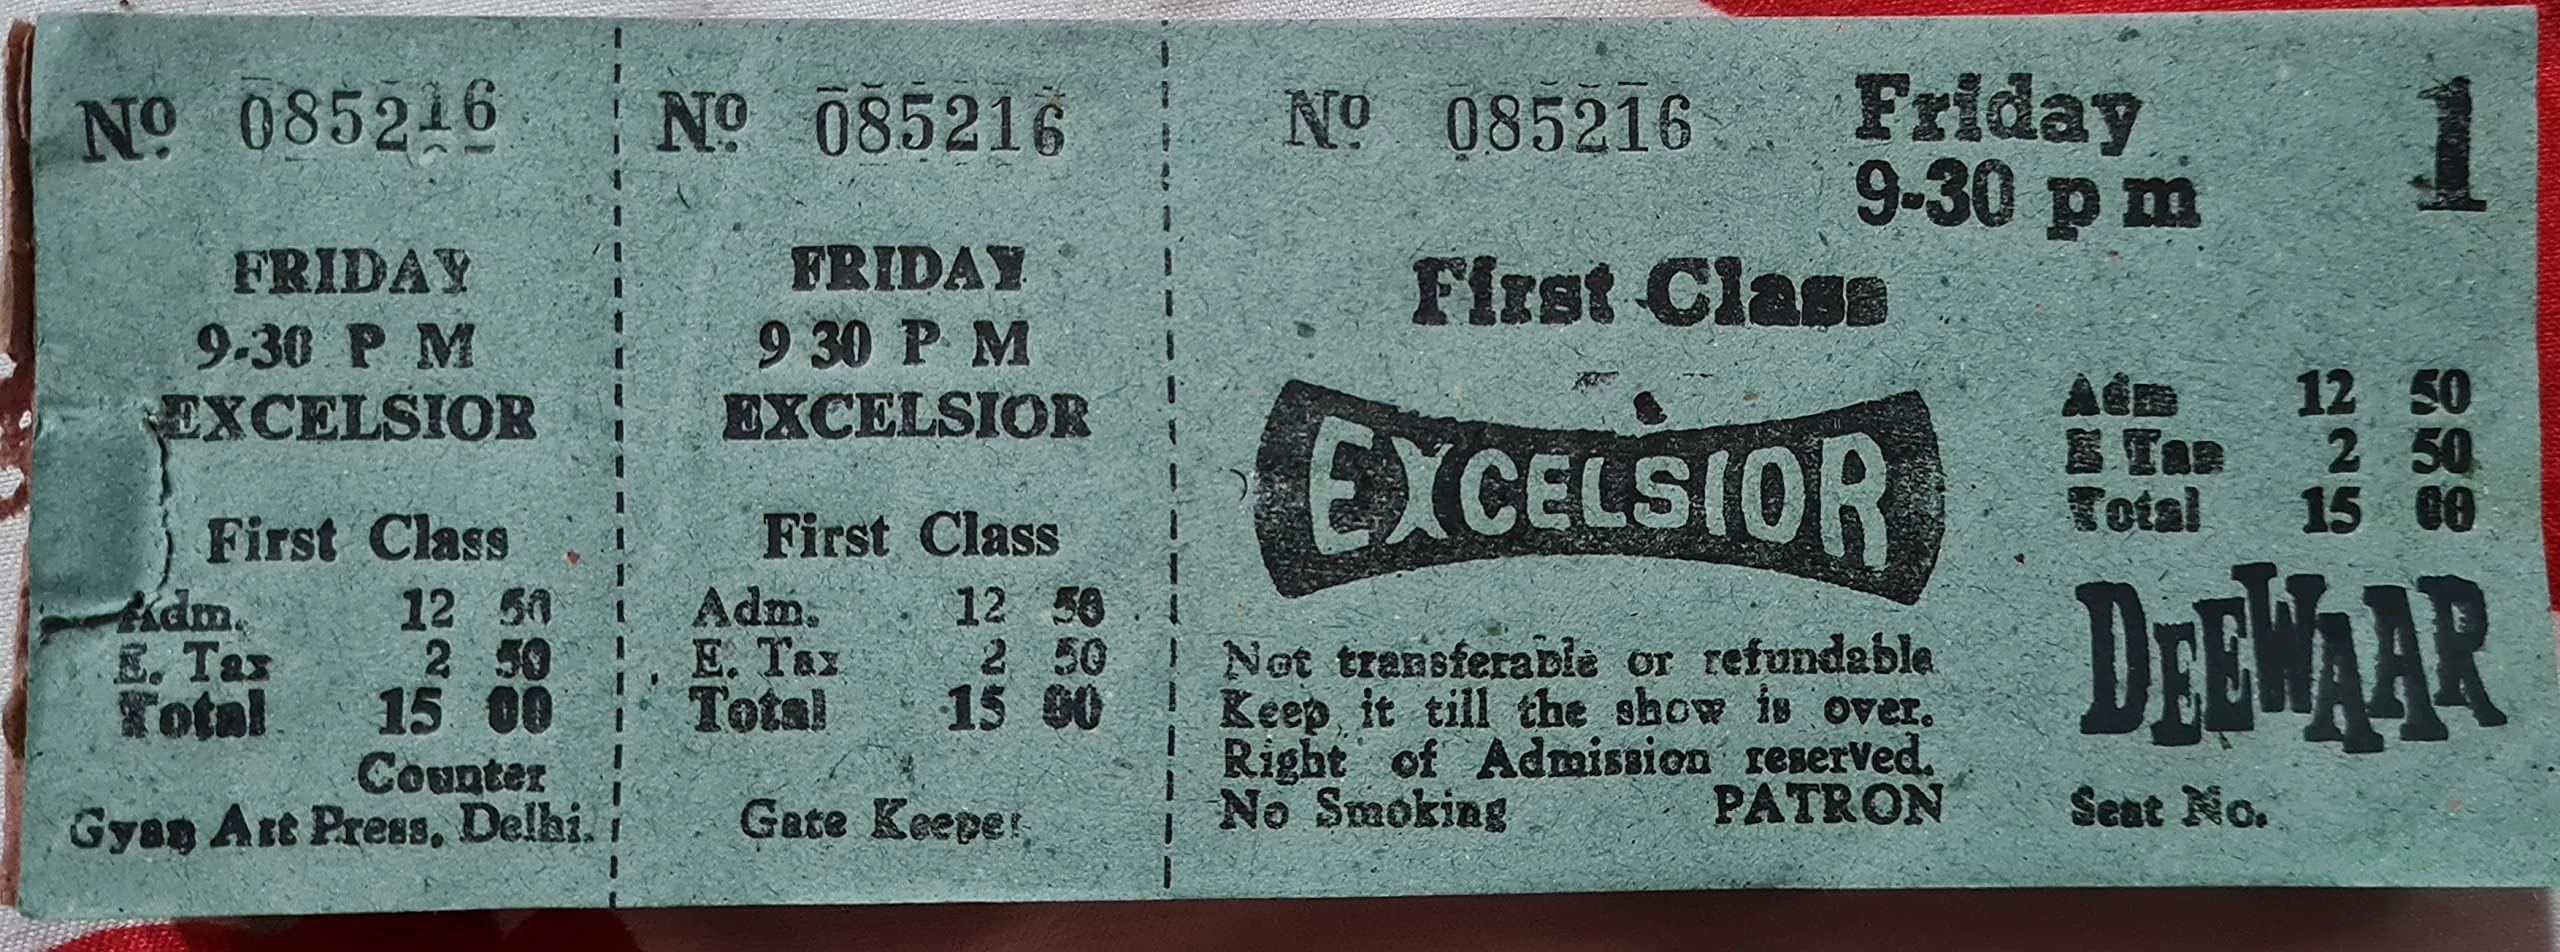 No. 085216
FRIDAY
9-30 P M
EXCELSIOR
First Class
Adm. 12 50
E. Tax 2 50
Total 15 00
Counter
Gyan Art Press, Delhi.
No. 085216
FRIDAY
9 30 P M
EXCELSIOR
First Class
Adm. 12 50
E. Tax 2 50
Total 15 00
Gate Keeper
No 085216
Friday
9-30 p m
1
First Class
EXCELSIOR
Not transferable or refundable
Keep it till the show is over.
Right of Admission reserved.
No Smoking PATRON
Adm 12 50
E Tax 2 50
Total 15 00
DEEWAAR
Seat No.